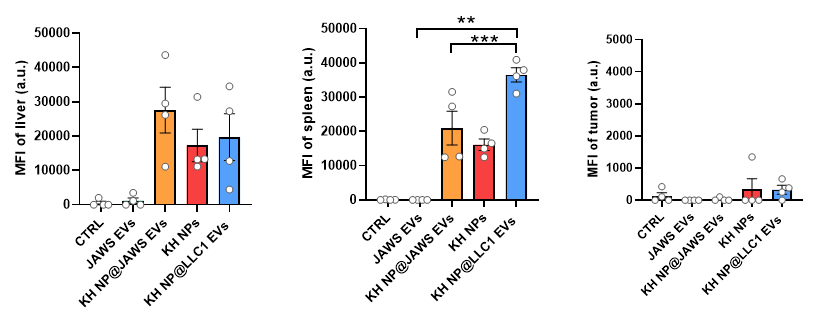 MFI of liver (a.u.)
50000
40000
30000
20000
10000
0
CTRL
JAWS EVs
KH NP@JAWS EVs
KH NPs
KH NP@LLC1 EVs
MFI of spleen (a.u.)
50000
40000
30000
20000
10000
0
**
***
CTRL
JAWS EVs
KH NP@JAWS EVs
KH NPs
KH NP@LLC1 EVs
MFI of tumor (a.u.)
5000
4000
3000
2000
1000
0
CTRL
JAWS EVs
KH NP@JAWS EVs
KH NPs
KH NP@LLC1 EVs